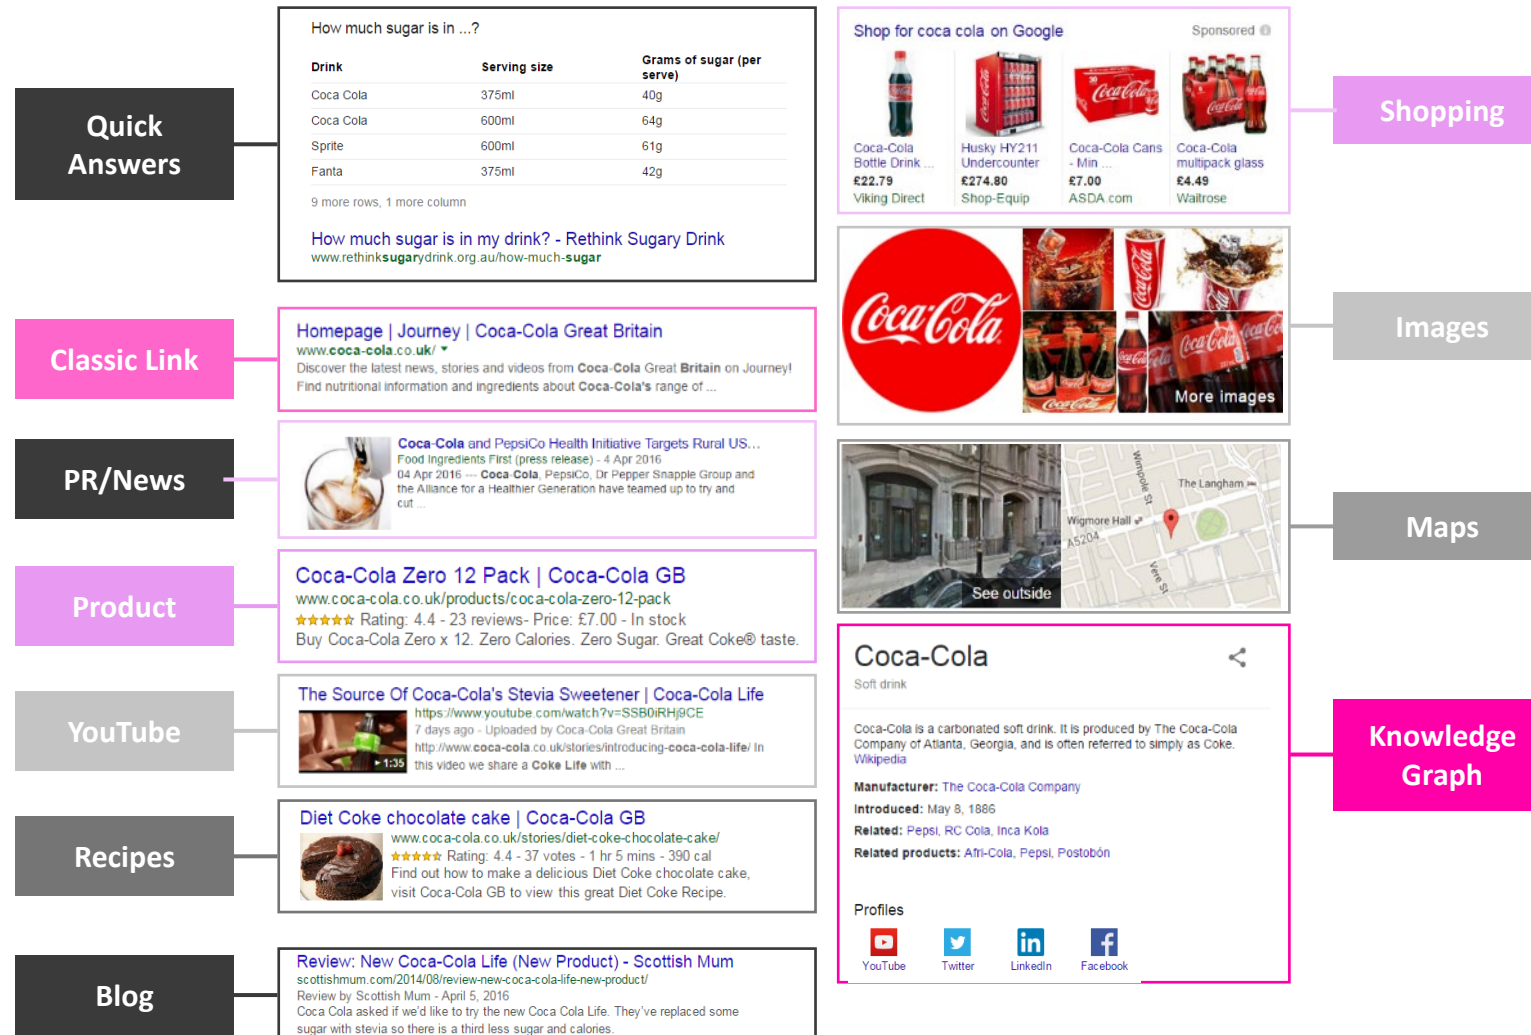 Quick
Answers
How much sugar is in ...?
Drink Serving size Grams of sugar (per
serve)
Coca Cola 375ml 40g
Coca Cola 600ml 64g
Sprite 600ml 61g
Fanta 375ml 42g
9 more rows, 1 more column
How much sugar is in my drink? - Rethink Sugary Drink
www.rethinksugarydrink.org.au/how-much-sugar
Classic Link
Homepage | Journey | Coca-Cola Great Britain
www.coca-cola.co.uk/
Discover the latest news, stories and videos from Coca-Cola Great Britain on Journey!
Find nutritional information and ingredients about Coca-Cola's range of ...
PR/News
Coca-Cola and PepsiCo Health Initiative Targets Rural US...
Food Ingredients First (press release) - 4 Apr 2016
04 Apr 2016 --- Coca-Cola, PepsiCo, Dr Pepper Snapple Group and
the Alliance for a Healthier Generation have teamed up to try and
cut ...
Product
Coca-Cola Zero 12 Pack | Coca-Cola GB
www.coca-cola.co.uk/products/coca-cola-zero-12-pack
Rating: 4.4 - 23 reviews- Price: £7.00 - In stock
Buy Coca-Cola Zero x 12. Zero Calories. Zero Sugar. Great Coke® taste.
YouTube
The Source Of Coca-Cola's Stevia Sweetener | Coca-Cola Life
https://www.youtube.com/watch?v=SSB0iRHj9CE
7 days ago - Uploaded by Coca-Cola Great Britain
http://www.coca-cola.co.uk/stories/introducing-coca-cola-life/ In
this video we share a Coke Life with ...
1:35
Recipes
Diet Coke chocolate cake | Coca-Cola GB
www.coca-cola.co.uk/stories/diet-coke-chocolate-cake/
Rating: 4.4 - 37 votes - 1 hr 5 mins - 390 cal
Find out how to make a delicious Diet Coke chocolate cake,
visit Coca-Cola GB to view this great Diet Coke Recipe.
Blog
Review: New Coca-Cola Life (New Product) - Scottish Mum
scottishmum.com/2014/08/review-new-coca-cola-life-new-product/
Review by Scottish Mum - April 5, 2016
Coca Cola asked if we'd like to try the new Coca Cola Life. They've replaced some
sugar with stevia so there is a third less sugar and calories.
Shop for coca cola on Google Sponsored
Coca-Cola
Coca-Cola
Bottle Drink ...
£22.79
Viking Direct
Husky HY211
Undercounter
£274.80
Shop-Equip
Coca-Cola Cans
- Min ...
£7.00
ASDA.com
Coca-Cola
multipack glass
£4.49
Waitrose
Shopping
Coca-Cola
Coca-Cola
Coca-Cola
More images
Images
See outside
Wimpole St
The Langham
Wigmore Hall
A5204
Vere St
Maps
Coca-Cola
Soft drink
Coca-Cola is a carbonated soft drink. It is produced by The Coca-Cola
Company of Atlanta, Georgia, and is often referred to simply as Coke.
Wikipedia
Manufacturer: The Coca-Cola Company
Introduced: May 8, 1886
Related: Pepsi, RC Cola, Inca Kola
Related products: Afri-Cola, Pepsi, Postobón
Profiles
YouTube Twitter LinkedIn Facebook
Knowledge
Graph